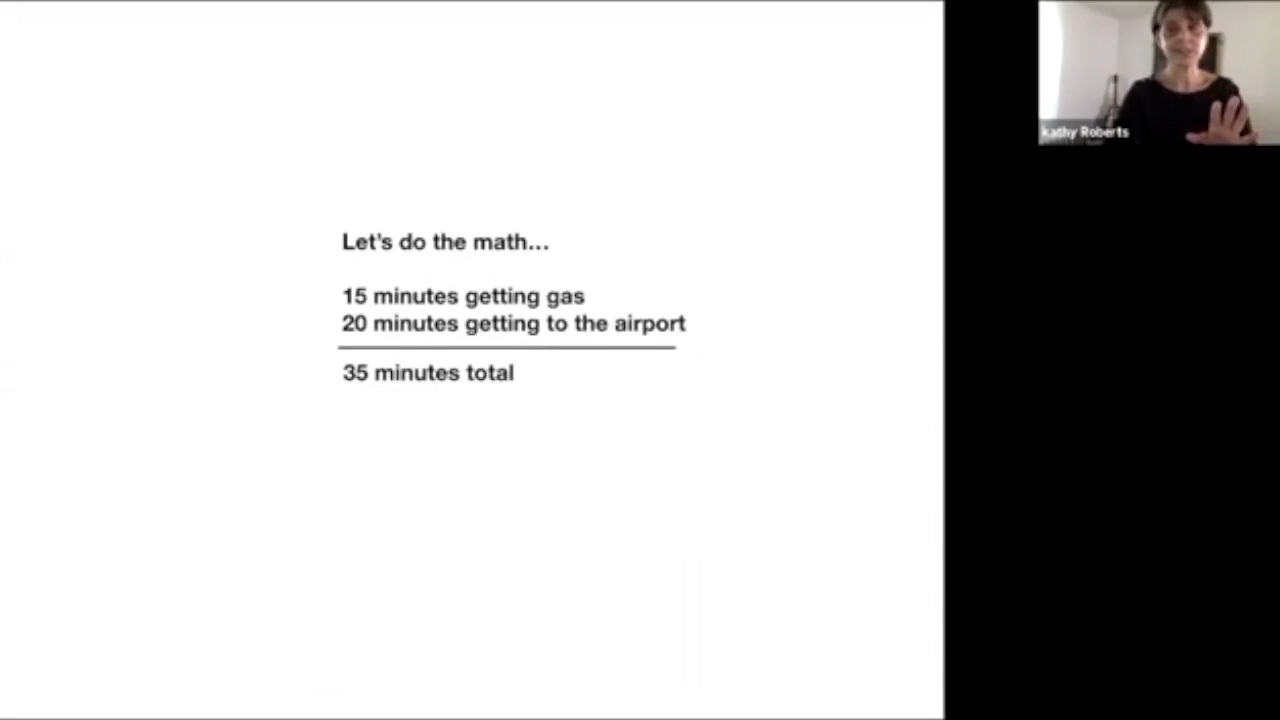 Let's do the math...
15 minutes getting gas
20 minutes getting to the airport
35 minutes total
kathy Roberts